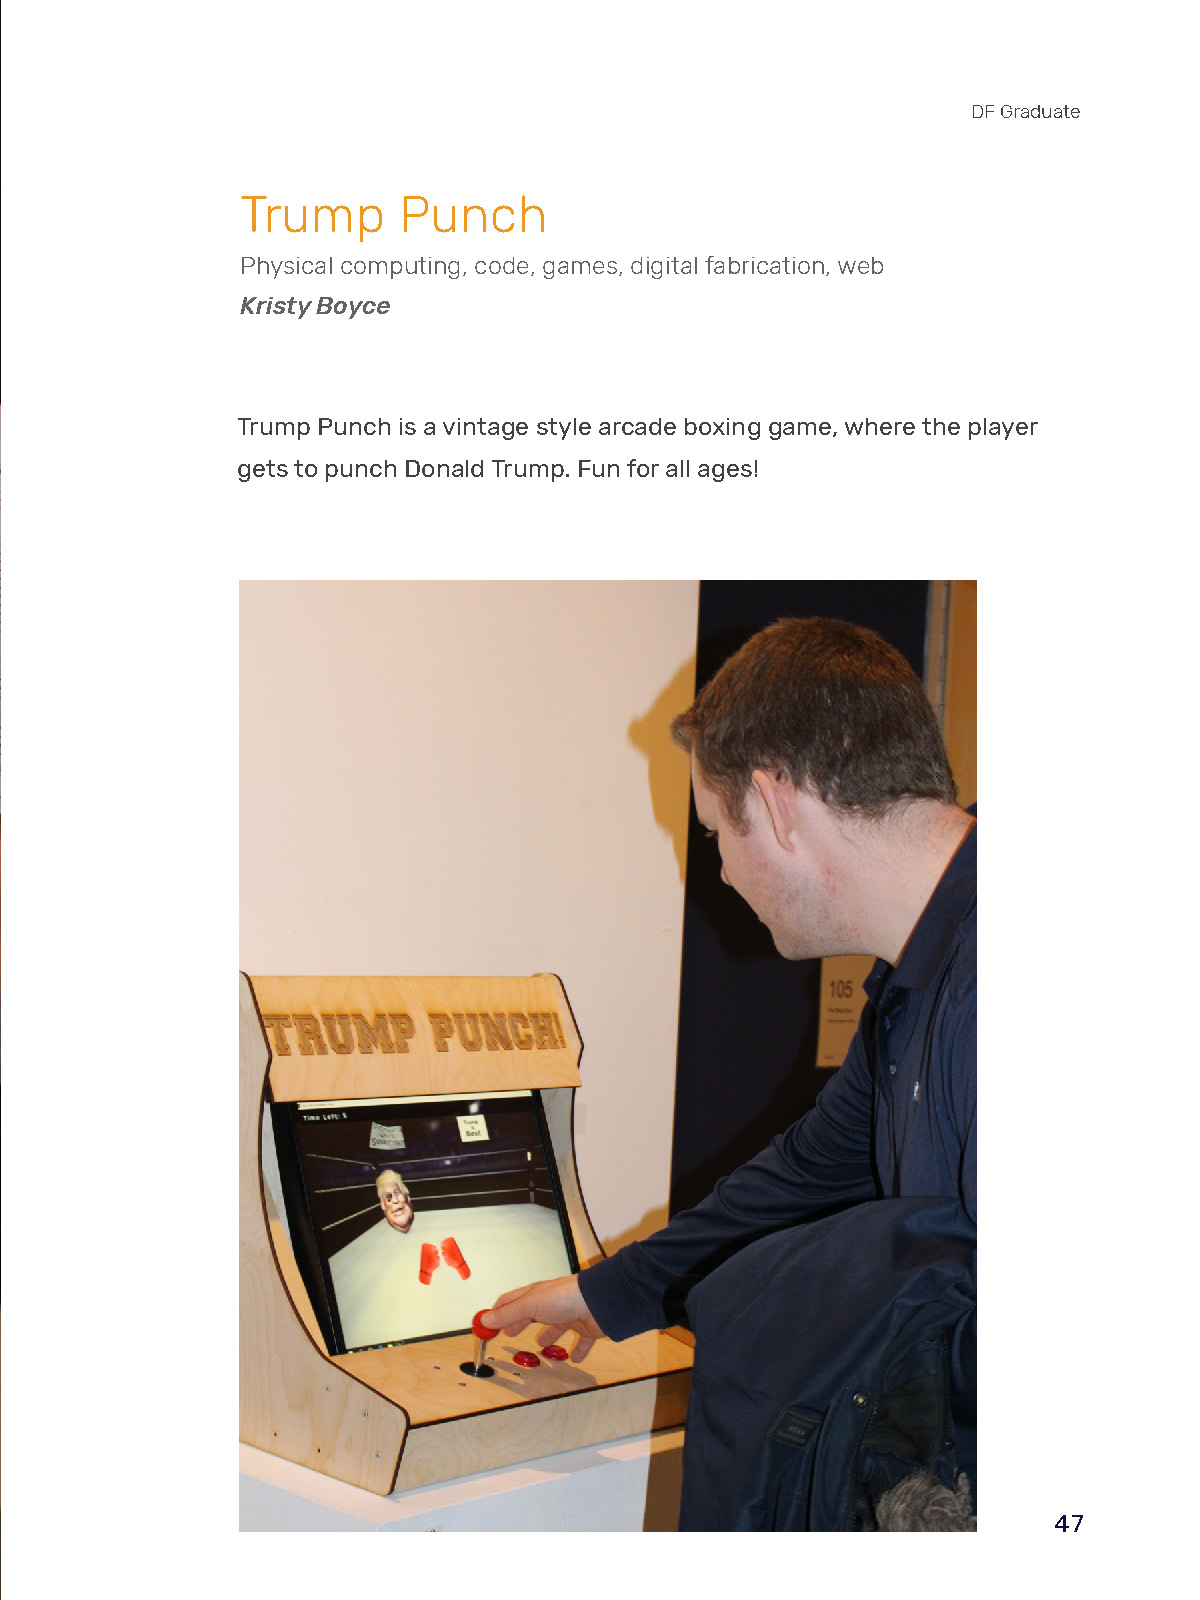 DF Graduate
Trump Punch
Physical computing, code, games, digital fabrication, web
Kristy Boyce
Trump Punch is a vintage style arcade boxing game, where the player
gets to punch Donald Trump. Fun for all ages!
105
TRUMP PUNCH!
Time Left: 5
Trump
is
Best
47